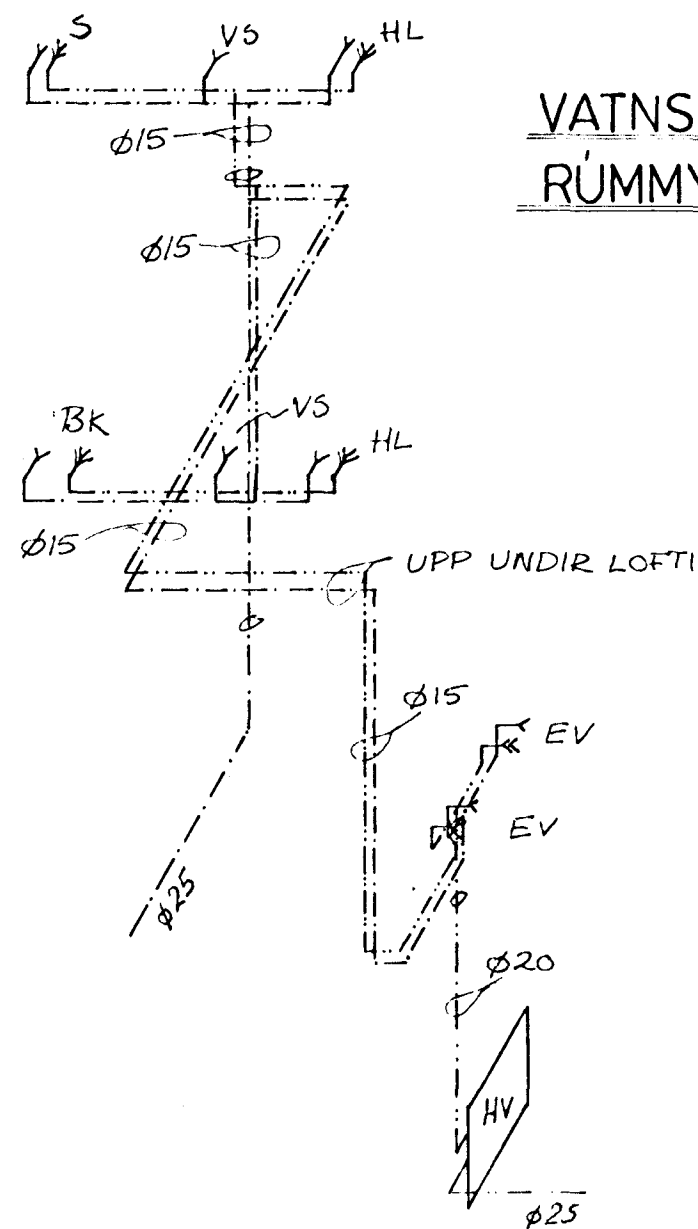 S
VS
HL
VATNS
RÚMMY
ø15
ø15
VS
BK
HL
ø15
UPP UNDIR LOFTI
ø15
EV
EV
ø25
ø20
HV
ø25